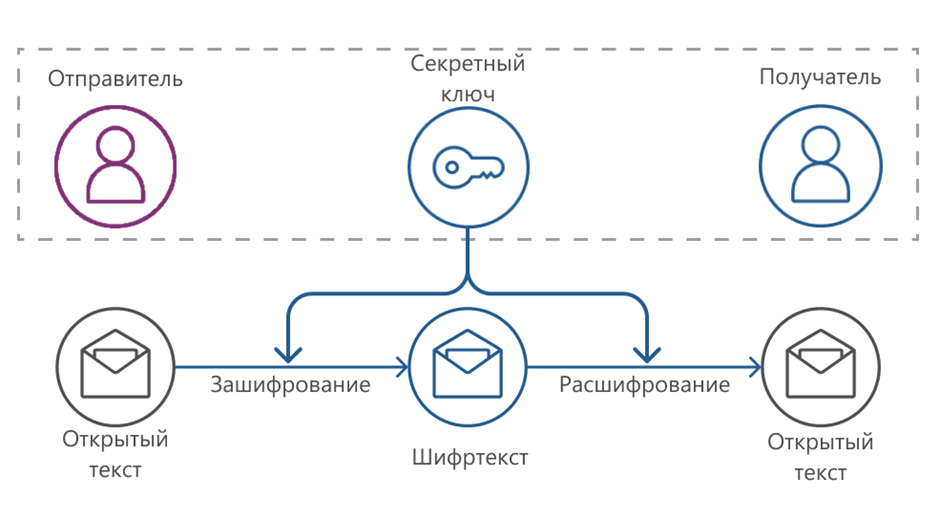 Отправитель
Секретный
ключ
Получатель
Зашифрование
Расшифрование
Открытый
текст
Шифртекст
Открытый
текст